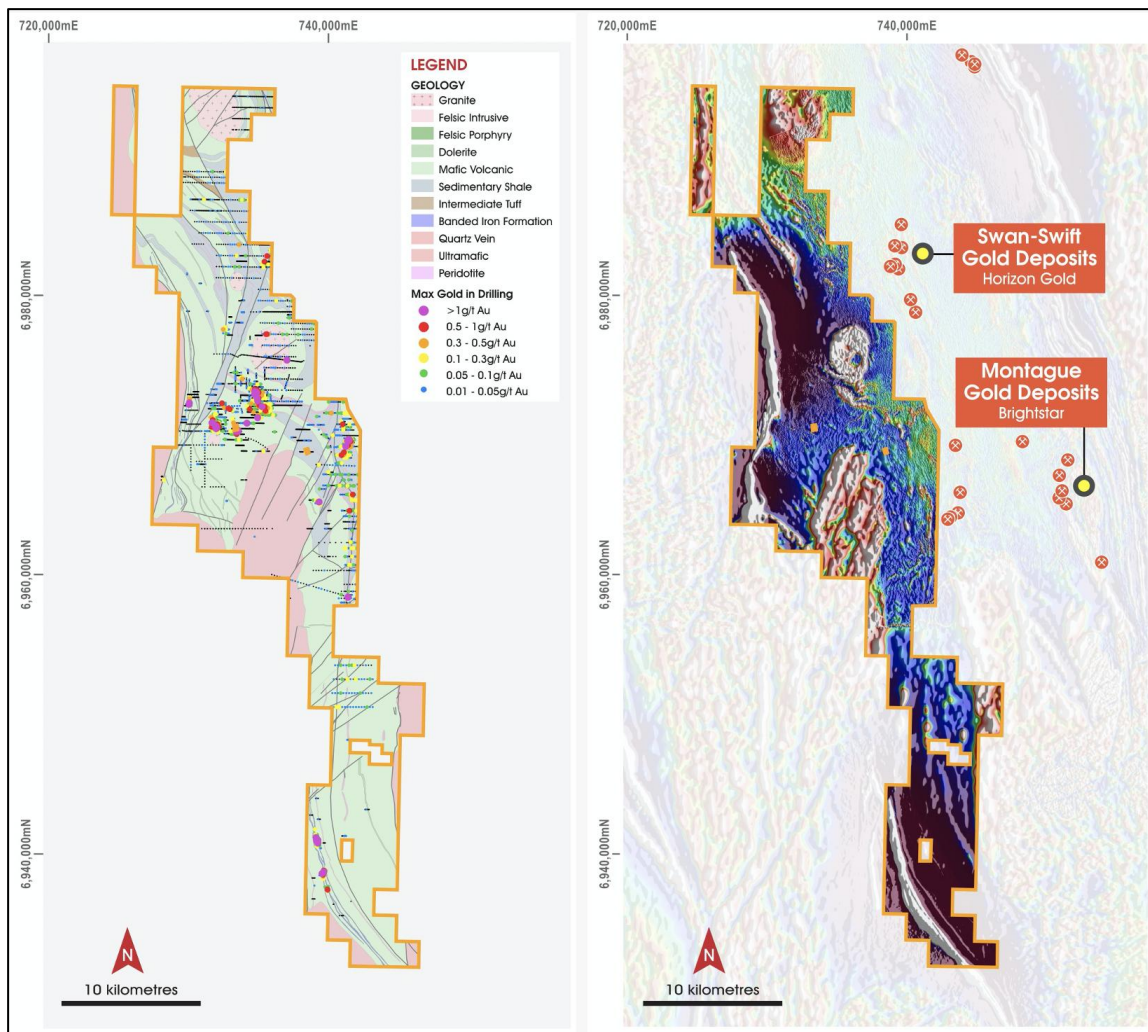 720,000mE
740,000mE
6,980,000mN
6,960,000mN
6,940,000mN
LEGEND
GEOLOGY
Granite
Felsic Intrusive
Felsic Porphyry
Dolerite
Mafic Volcanic
Sedimentary Shale
Intermediate Tuff
Banded Iron Formation
Quartz Vein
Ultramafic
Peridotite
Max Gold in Drilling
>1g/t Au
0.5 - 1g/t Au
0.3 - 0.5g/t Au
0.1 - 0.3g/t Au
0.05 - 0.1g/t Au
0.01 - 0.05g/t Au
N
10 kilometres
720,000mE
740,000mE
6,980,000mN
6,960,000mN
6,940,000mN
Swan-Swift
Gold Deposits
Horizon Gold
Montague
Gold Deposits
Brightstar
N
10 kilometres